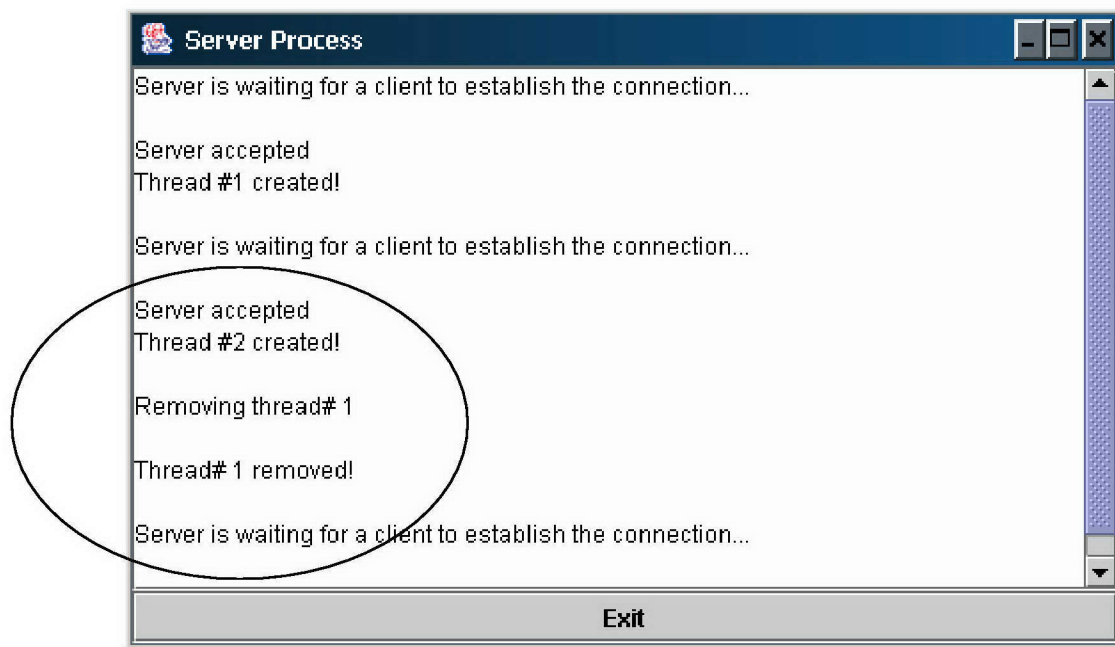 Server Process
Server is waiting for a client to establish the connection...
Server accepted
Thread #1 created!
Server is waiting for a client to establish the connection...
Server accepted
Thread #2 created!
Removing thread# 1
Thread# 1 removed!
Server is waiting for a client to establish the connection...
Exit